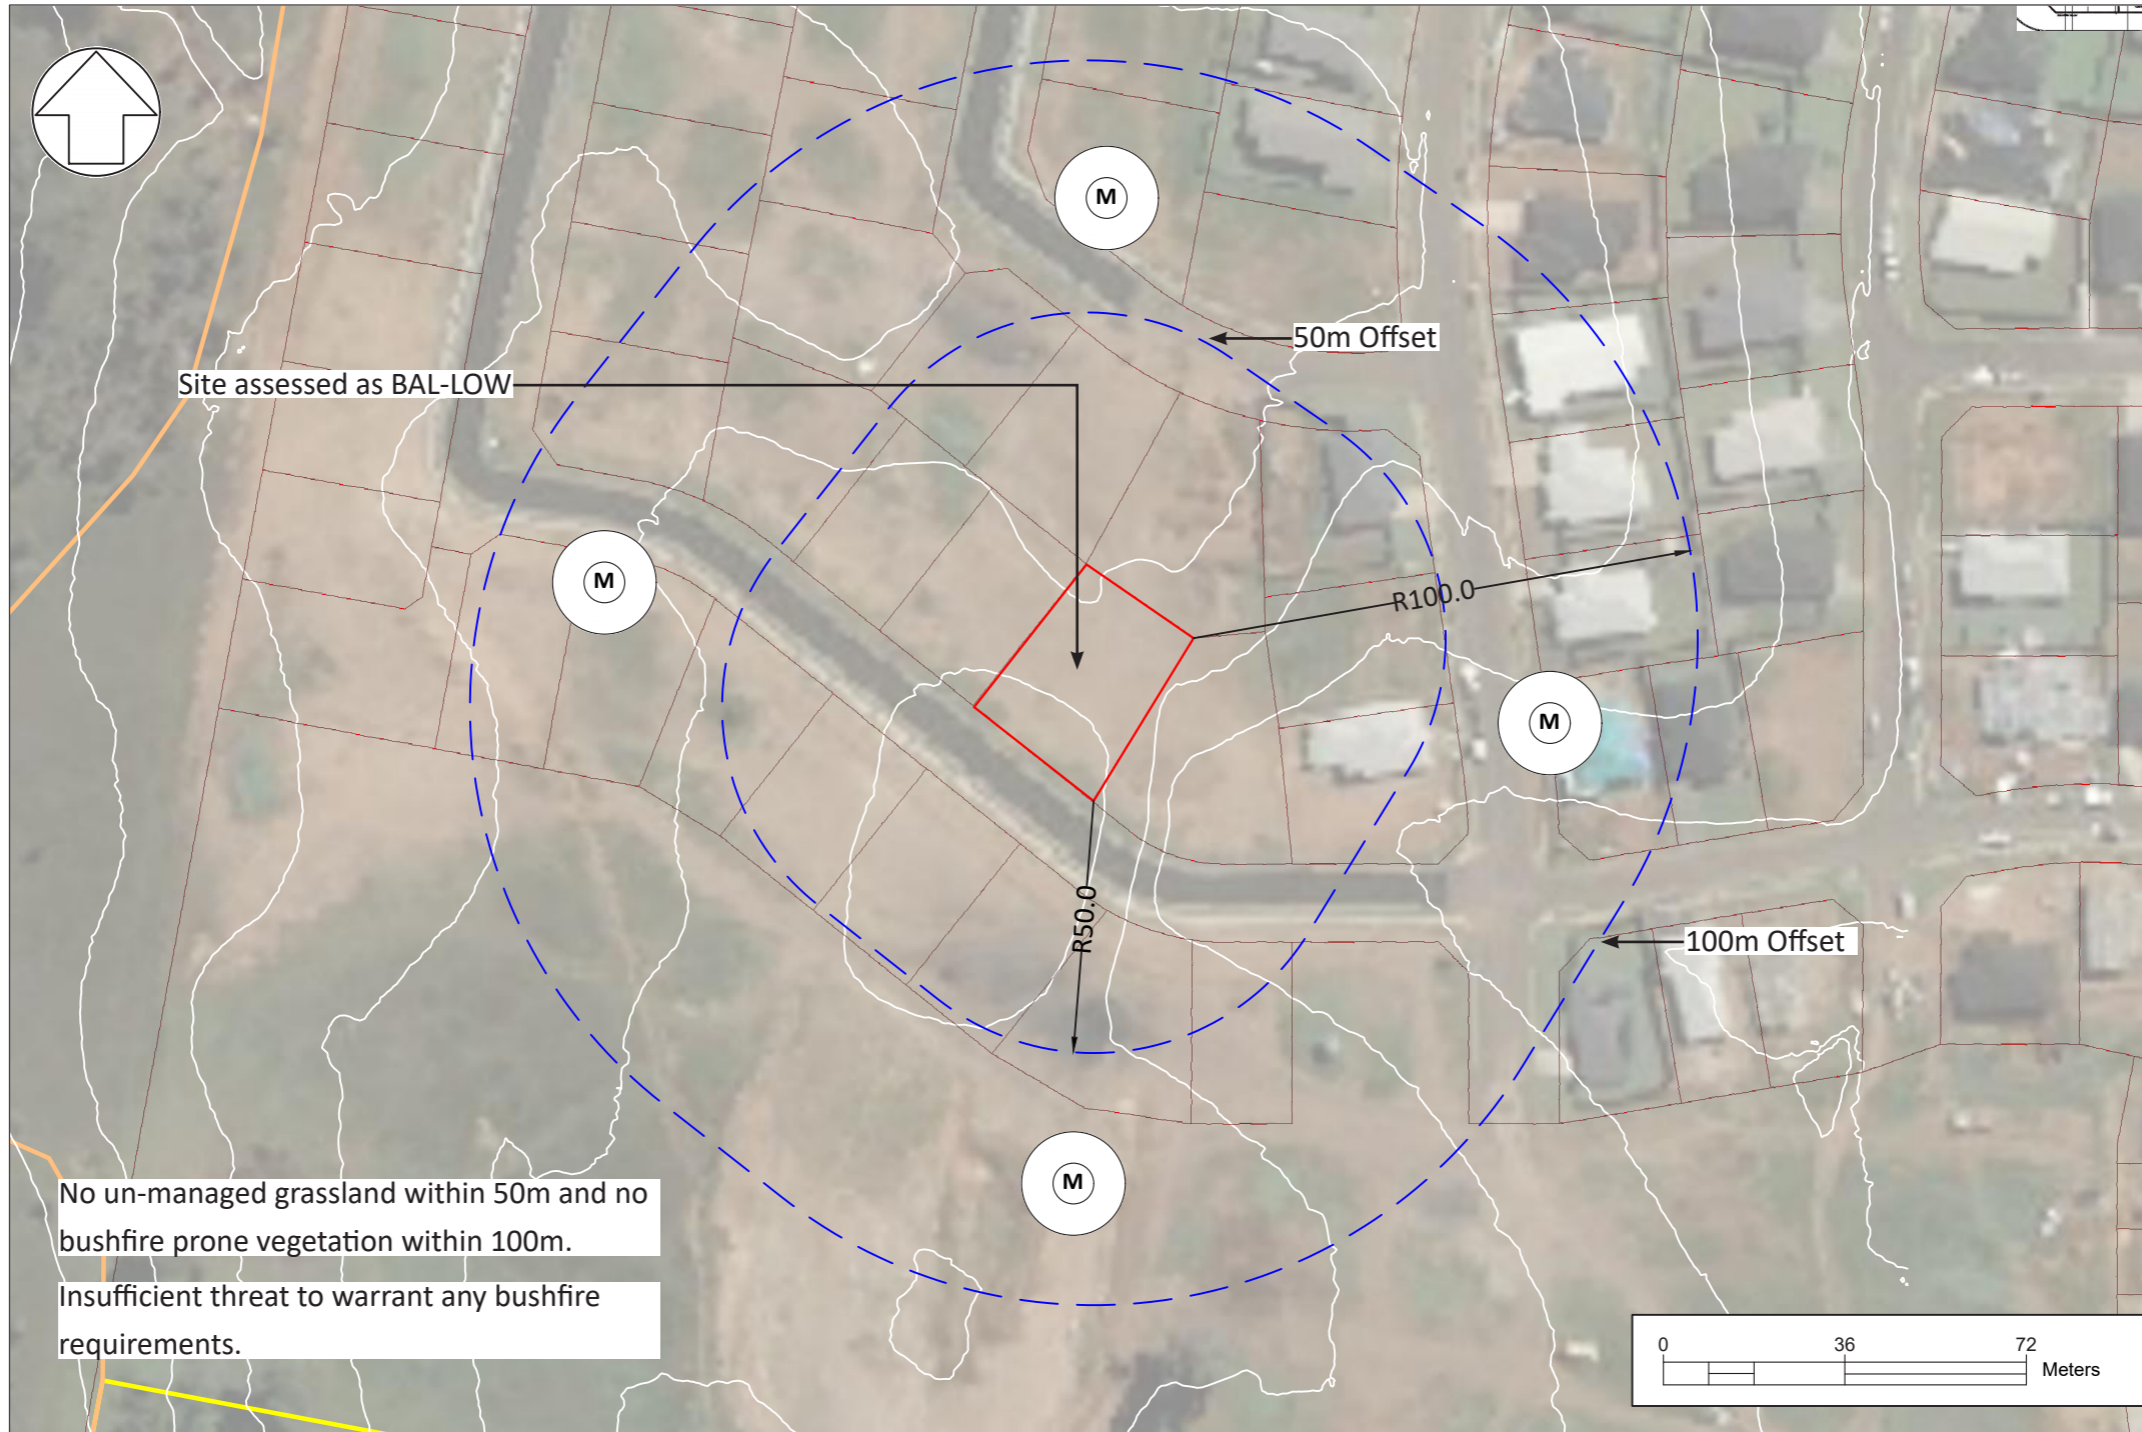 M
50m Offset
Site assessed as BAL-LOW
M
R100.0
M
R50.0
100m Offset
M
No un-managed grassland within 50m and no
bushfire prone vegetation within 100m.
Insufficient threat to warrant any bushfire
requirements.
0 36 72
Meters